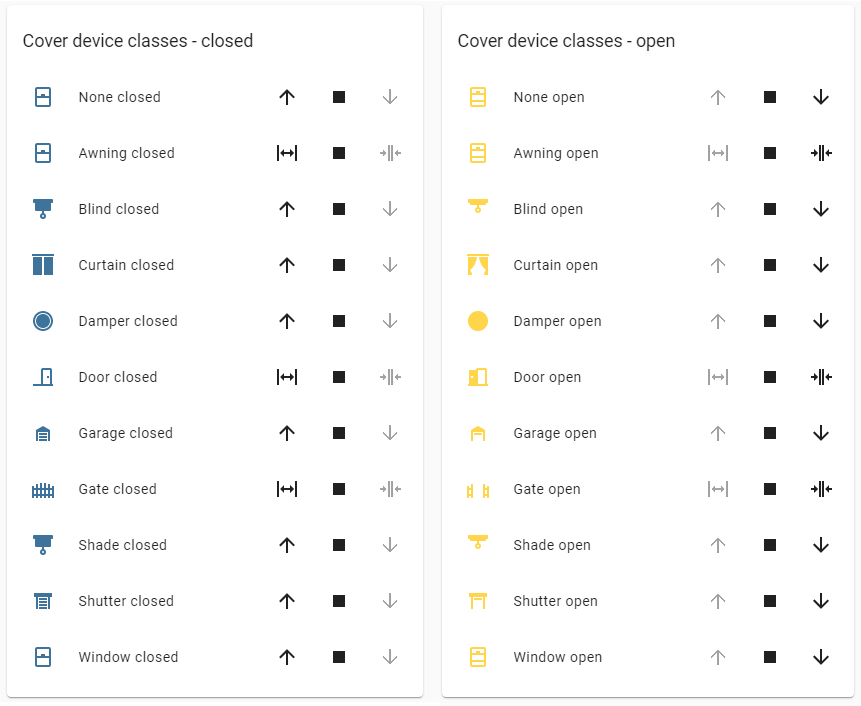 Cover device classes - closed
None closed
Awning closed
Blind closed
Curtain closed
Damper closed
Door closed
Garage closed
Gate closed
Shade closed
Shutter closed
Window closed
Cover device classes - open
None open
Awning open
Blind open
Curtain open
Damper open
Door open
Garage open
Gate open
Shade open
Shutter open
Window open